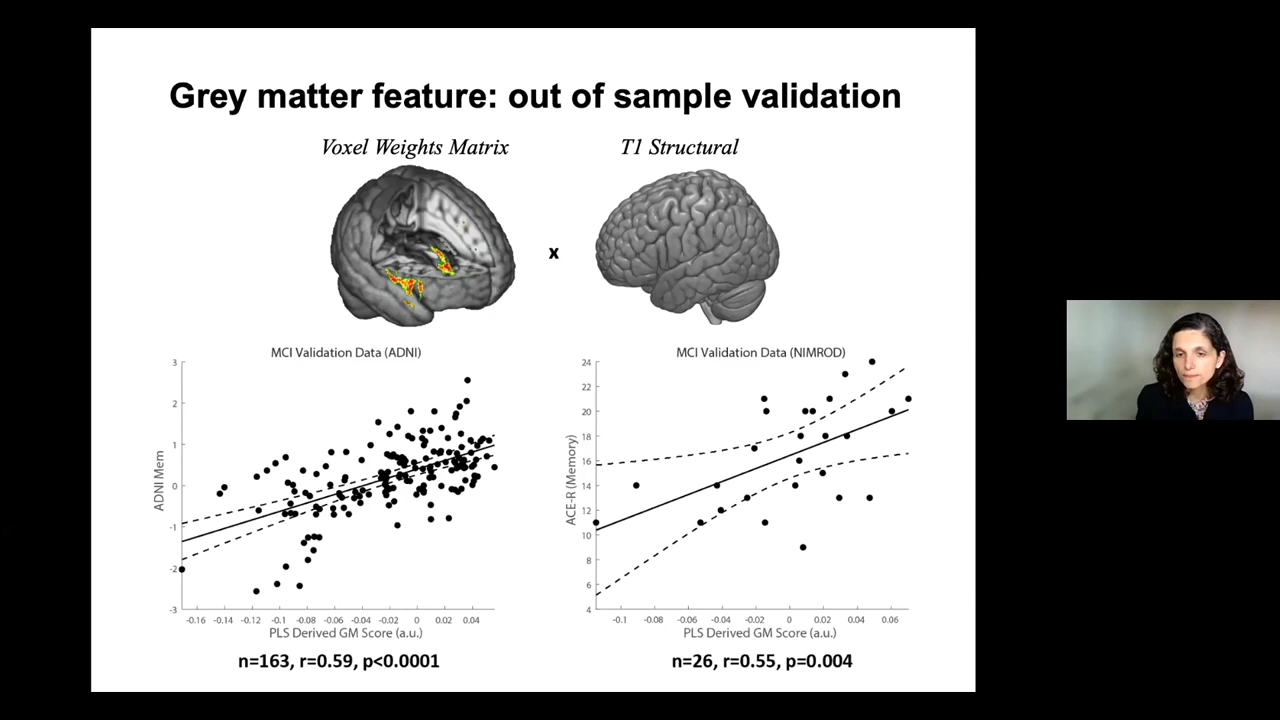 Grey matter feature: out of sample validation
Voxel Weights Matrix
T1 Structural
x
MCI Validation Data (ADNI)
3
2
1
0
-1
-2
-3
ADNI Mem
-0.16 -0.14 -0.12 -0.1 -0.08 -0.06 -0.04 -0.02 0 0.02 0.04
PLS Derived GM Score (a.u.)
n=163, r=0.59, p<0.0001
MCI Validation Data (NIMROD)
24
22
20
18
16
14
12
10
8
6
4
ACE-R (Memory)
-0.1 -0.08 -0.06 -0.04 -0.02 0 0.02 0.04 0.06
PLS Derived GM Score (a.u.)
n=26, r=0.55, p=0.004